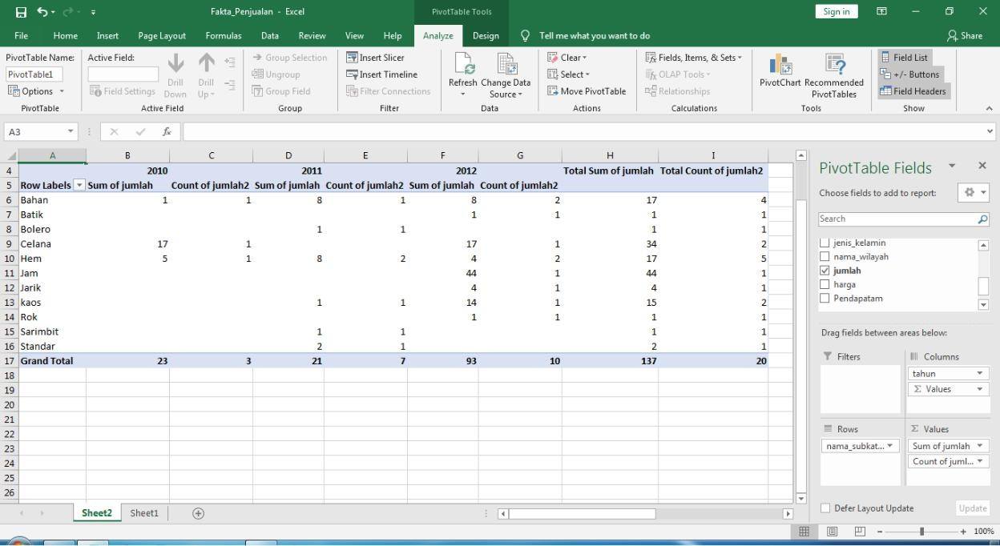 Fakta_Penjualan - Excel
PivotTable Tools
Sign in
File Home Insert Page Layout Formulas Data Review View Help Analyze Design Tell me what you want to do Share
PivotTable Name:
PivotTable1
Options
PivotTable
Active Field:
Field Settings
Drill Down
Drill Up
Active Field
Group Selection
Ungroup
Group Field
Group
Insert Slicer
Insert Timeline
Filter Connections
Filter
Refresh
Change Data Source
Data
Clear
Select
Move PivotTable
Actions
Fields, Items, & Sets
OLAP Tools
Relationships
Calculations
PivotChart
Recommended PivotTables
Tools
Field List
+/- Buttons
Field Headers
Show
A3
fx
A B C D E F G H I
4 2010 2011 2012 Total Sum of jumlah Total Count of jumlah2
5 Row Labels Sum of jumlah Count of jumlah2 Sum of jumlah Count of jumlah2 Sum of jumlah Count of jumlah2
6 Bahan 1 1 8 1 8 2 17 4
7 Batik 1 1 1 1
8 Bolero 1 1 1 1
9 Celana 17 1 17 1 34 2
10 Hem 5 1 8 2 4 2 17 5
11 Jam 44 1 44 1
12 Jarik 4 1 4 1
13 kaos 1 1 14 1 15 2
14 Rok 1 1 1 1
15 Sarimbit 1 1 1 1
16 Standar 2 1 2 1
17 Grand Total 23 3 21 7 93 10 137 20
18
19
20
21
22
23
24
25
26
Sheet2 Sheet1
PivotTable Fields
Choose fields to add to report:
Search
jenis_kelamin
nama_wilayah
jumlah
harga
Pendapatam
Drag fields between areas below:
Filters
Columns
tahun
Σ Values
Rows
nama_subkat...
Σ Values
Sum of jumlah
Count of juml...
Defer Layout Update
Update
100%